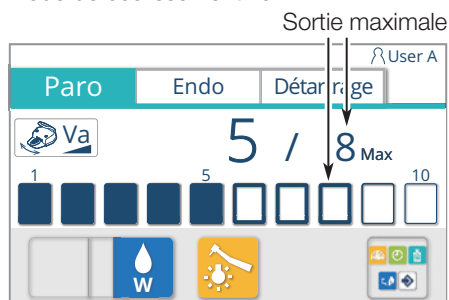 Sortie maximale
User A
Paro Endo Détartrage
Va 5 / 8 Max
1 5 10
W